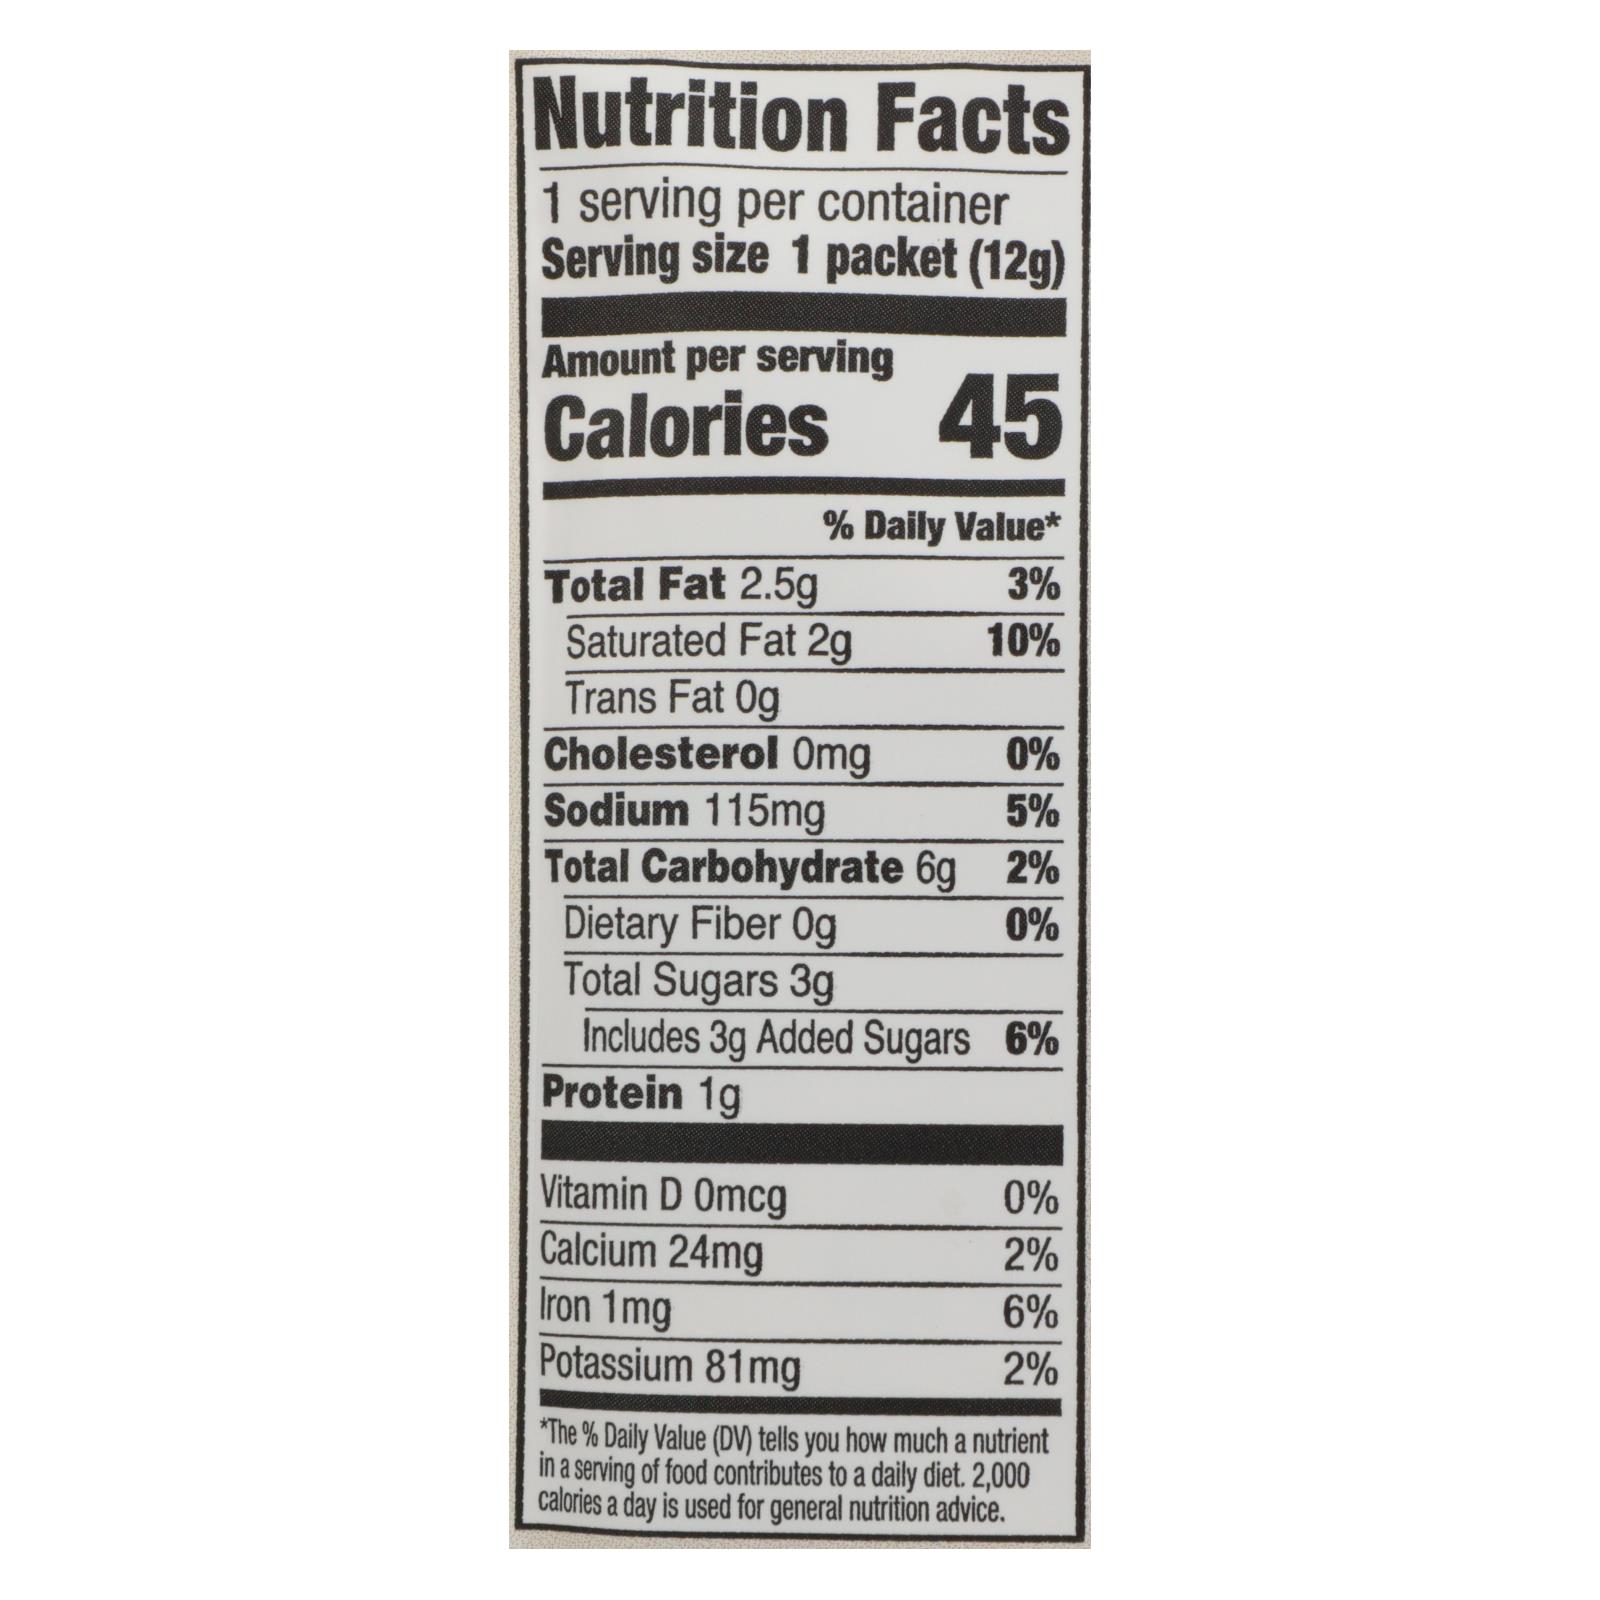 Nutrition Facts
1 serving per container
Serving size 1 packet (12g)
Amount per serving
Calories 45
% Daily Value*
Total Fat 2.5g 3%
Saturated Fat 2g 10%
Trans Fat 0g
Cholesterol 0mg 0%
Sodium 115mg 5%
Total Carbohydrate 6g 2%
Dietary Fiber 0g 0%
Total Sugars 3g
Includes 3g Added Sugars 6%
Protein 1g
Vitamin D 0mcg 0%
Calcium 24mg 2%
Iron 1mg 6%
Potassium 81mg 2%
*The % Daily Value (DV) tells you how much a nutrient
in a serving of food contributes to a daily diet. 2,000
calories a day is used for general nutrition advice.